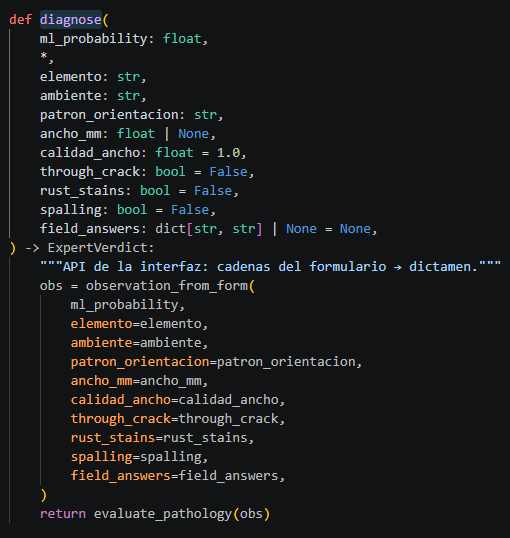 def diagnose(
    ml_probability: float,
    *,
    elemento: str,
    ambiente: str,
    patron_orientacion: str,
    ancho_mm: float | None,
    calidad_ancho: float = 1.0,
    through_crack: bool = False,
    rust_stains: bool = False,
    spalling: bool = False,
    field_answers: dict[str, str] | None = None,
) -> ExpertVerdict:
    """API de la interfaz: cadenas del formulario → dictamen."""
    obs = observation_from_form(
        ml_probability,
        elemento=elemento,
        ambiente=ambiente,
        patron_orientacion=patron_orientacion,
        ancho_mm=ancho_mm,
        calidad_ancho=calidad_ancho,
        through_crack=through_crack,
        rust_stains=rust_stains,
        spalling=spalling,
        field_answers=field_answers,
    )
    return evaluate_pathology(obs)